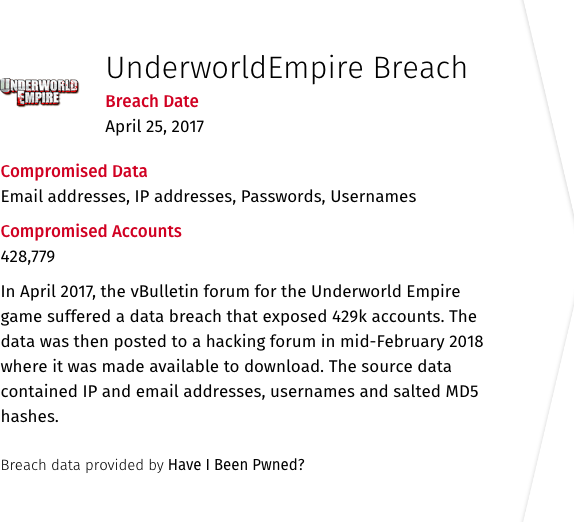 UNDERWORLD
EMPIRE
UnderworldEmpire Breach
Breach Date
April 25, 2017
Compromised Data
Email addresses, IP addresses, Passwords, Usernames
Compromised Accounts
428,779
In April 2017, the vBulletin forum for the Underworld Empire
game suffered a data breach that exposed 429k accounts. The
data was then posted to a hacking forum in mid-February 2018
where it was made available to download. The source data
contained IP and email addresses, usernames and salted MD5
hashes.
Breach data provided by Have I Been Pwned?